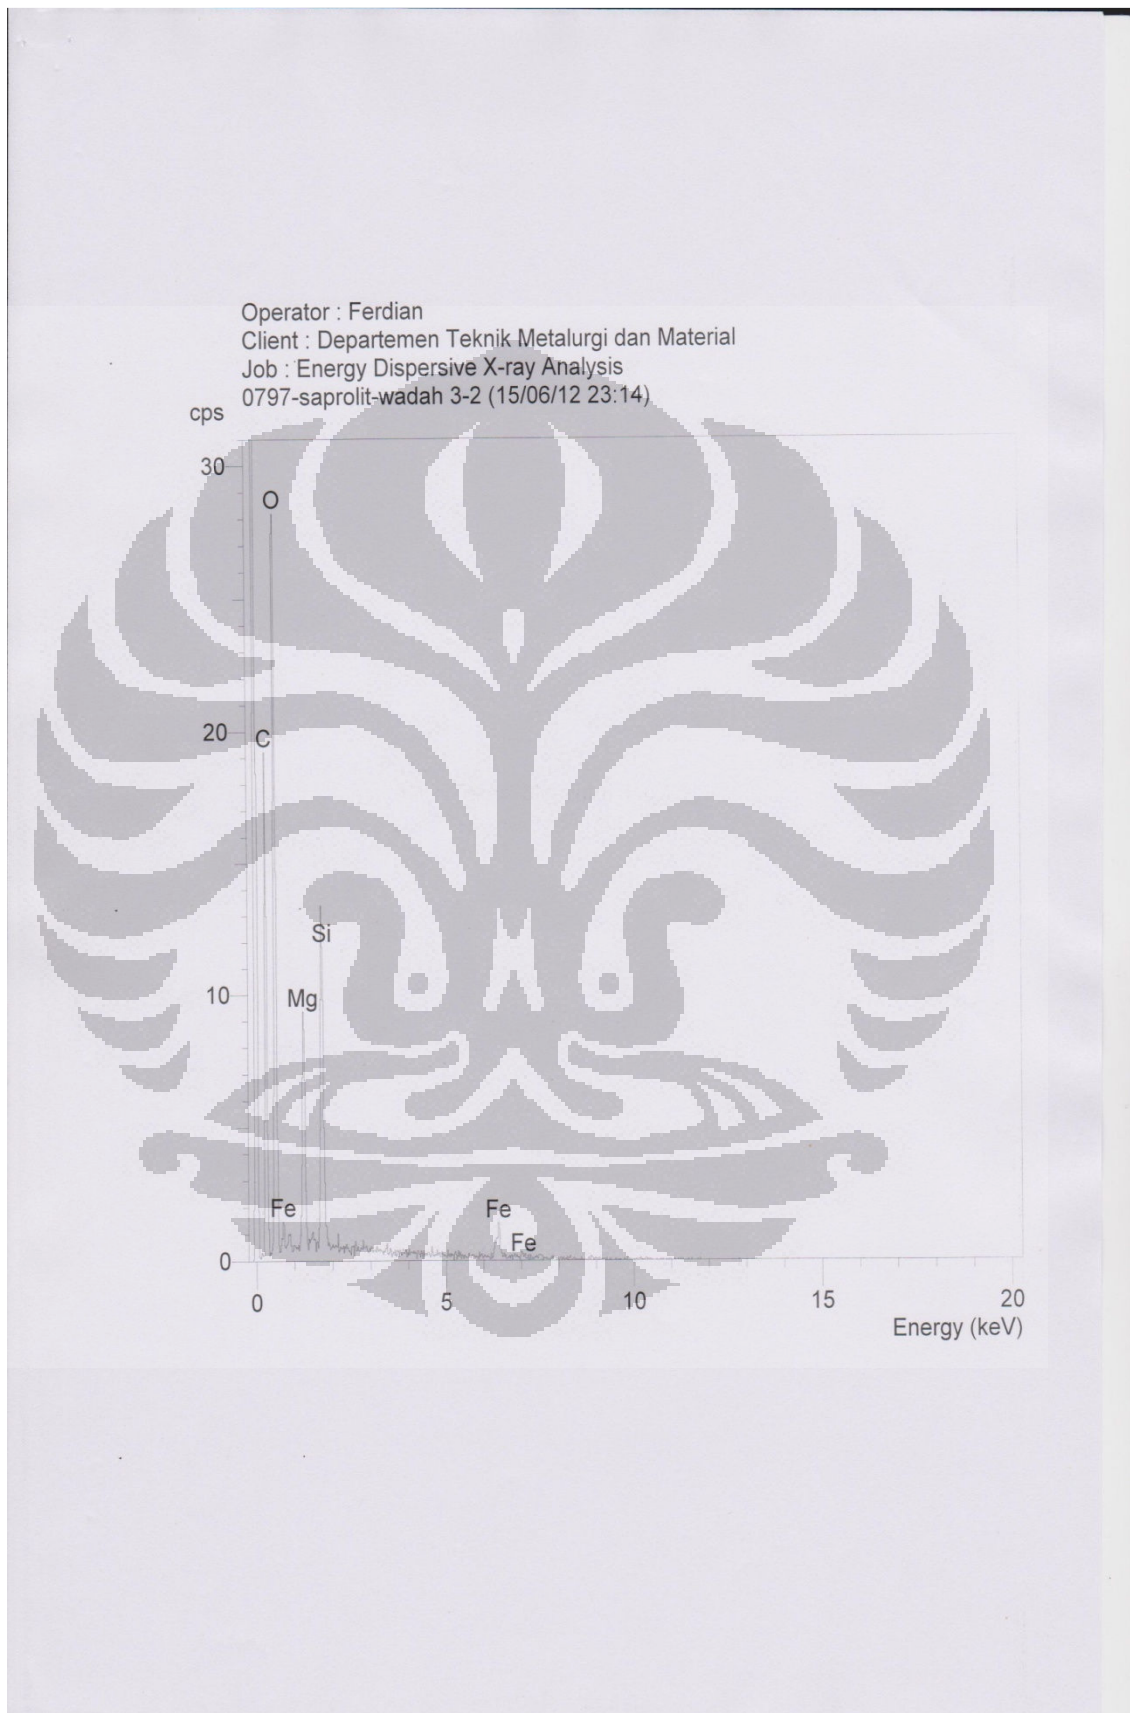 Operator : Ferdian
Client : Departemen Teknik Metalurgi dan Material
Job : Energy Dispersive X-ray Analysis
0797-saprolit-wadah 3-2 (15/06/12 23:14)
cps
30
O
20
C
Si
10
Mg
Fe
Fe
Fe
0
0
5
10
15
20
Energy (keV)